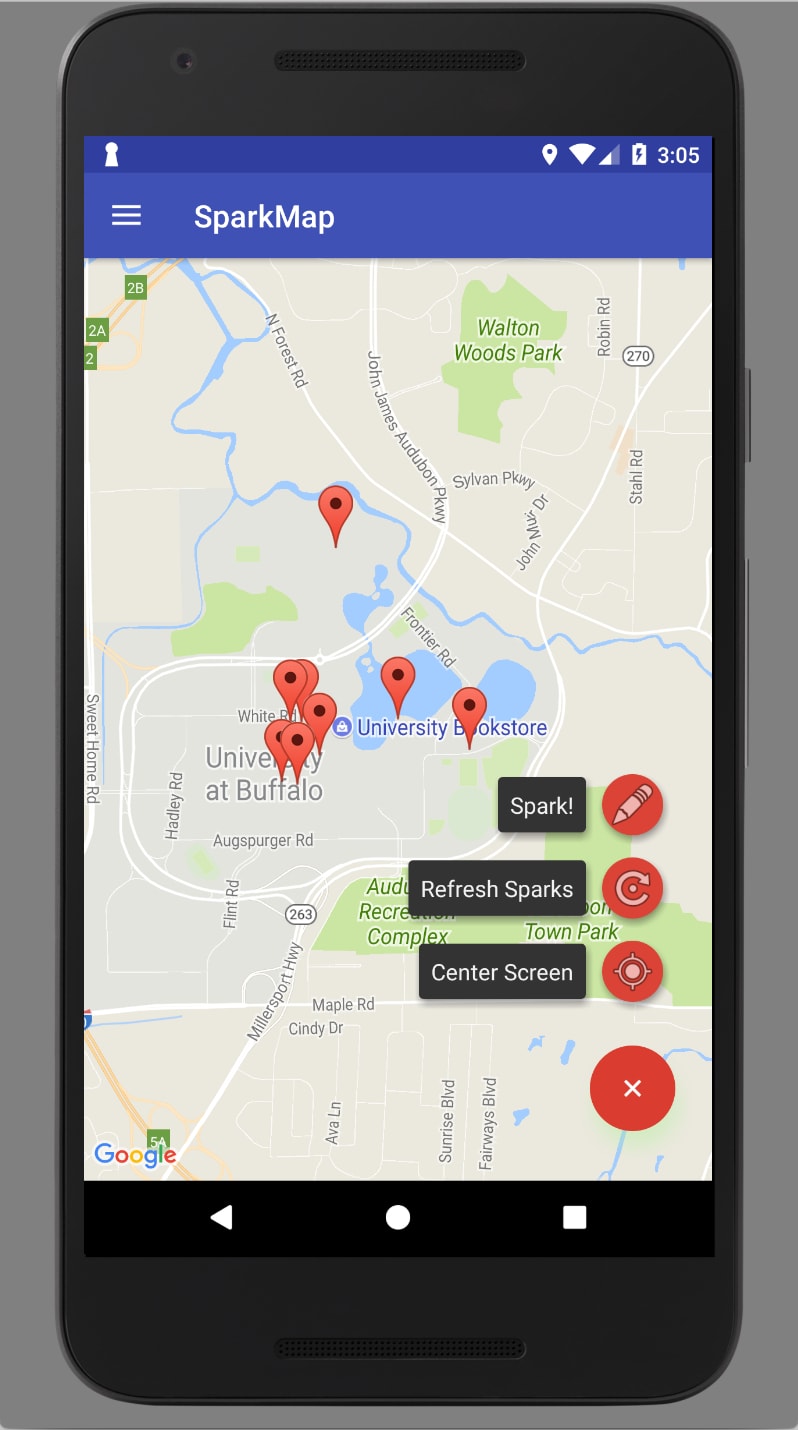 3:05
SparkMap
2B
2A
2
N Forest Rd
John James Audubon Pkwy
Walton
Woods Park
Robin Rd
270
Stahl Rd
Sylvan Pkwy
John Muir Dr
Frontier Rd
Sweet Home Rd
White Rd
University Bookstore
University
at Buffalo
Hadley Rd
Spark!
Augspurger Rd
Refresh Sparks
Flint Rd
263
Recreation
Complex
Town Park
Center Screen
Millersport Hwy
Maple Rd
Cindy Dr
Ava Ln
Sunrise Blvd
Fairways Blvd
5A
Google